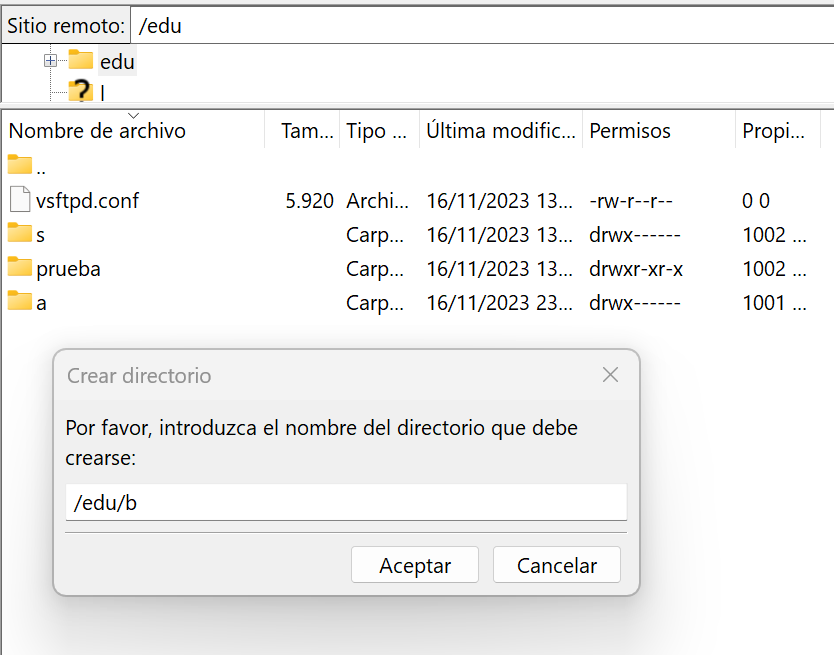 Sitio remoto: /edu
edu
l
Nombre de archivo Tam... Tipo ... Última modific... Permisos Propi...
..
vsftpd.conf 5.920 Archi... 16/11/2023 13... -rw-r--r-- 0 0
s Carp... 16/11/2023 13... drwx------ 1002 ...
prueba Carp... 16/11/2023 13... drwxr-xr-x 1002 ...
a Carp... 16/11/2023 23... drwx------ 1001 ...
Crear directorio
Por favor, introduzca el nombre del directorio que debe
crearse:
/edu/b
Aceptar Cancelar